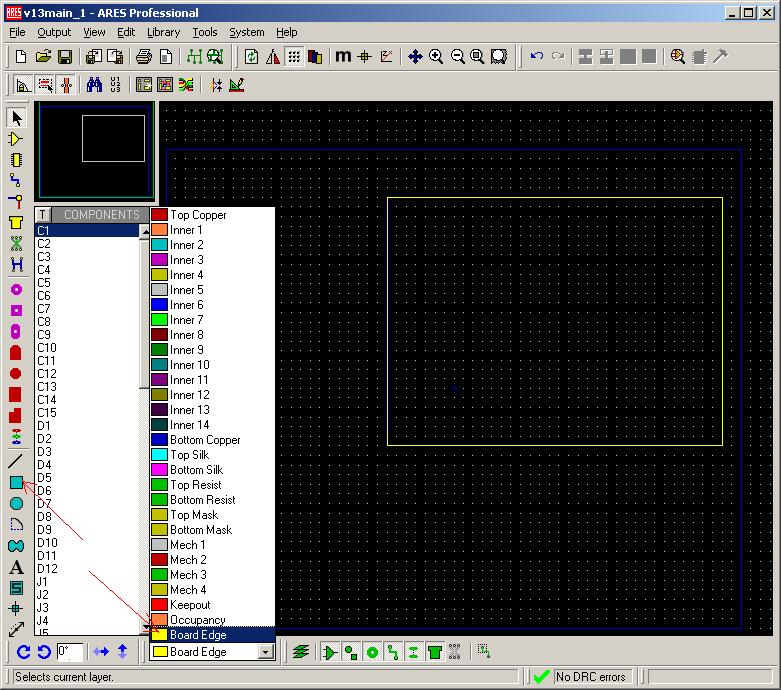 v13main_1 - ARES Professional
File Output View Edit Library Tools System Help
T COMPONENTS
C1
C2
C3
C4
C5
C6
C7
C8
C9
C10
C11
C12
C13
C14
C15
D1
D2
D3
D4
D5
D6
D7
D8
D9
D10
D11
D12
J1
J2
J3
J4
J5
Top Copper
Inner 1
Inner 2
Inner 3
Inner 4
Inner 5
Inner 6
Inner 7
Inner 8
Inner 9
Inner 10
Inner 11
Inner 12
Inner 13
Inner 14
Bottom Copper
Top Silk
Bottom Silk
Top Resist
Bottom Resist
Top Mask
Bottom Mask
Mech 1
Mech 2
Mech 3
Mech 4
Keepout
Occupancy
Board Edge
0°
Board Edge
Selects current layer.
No DRC errors